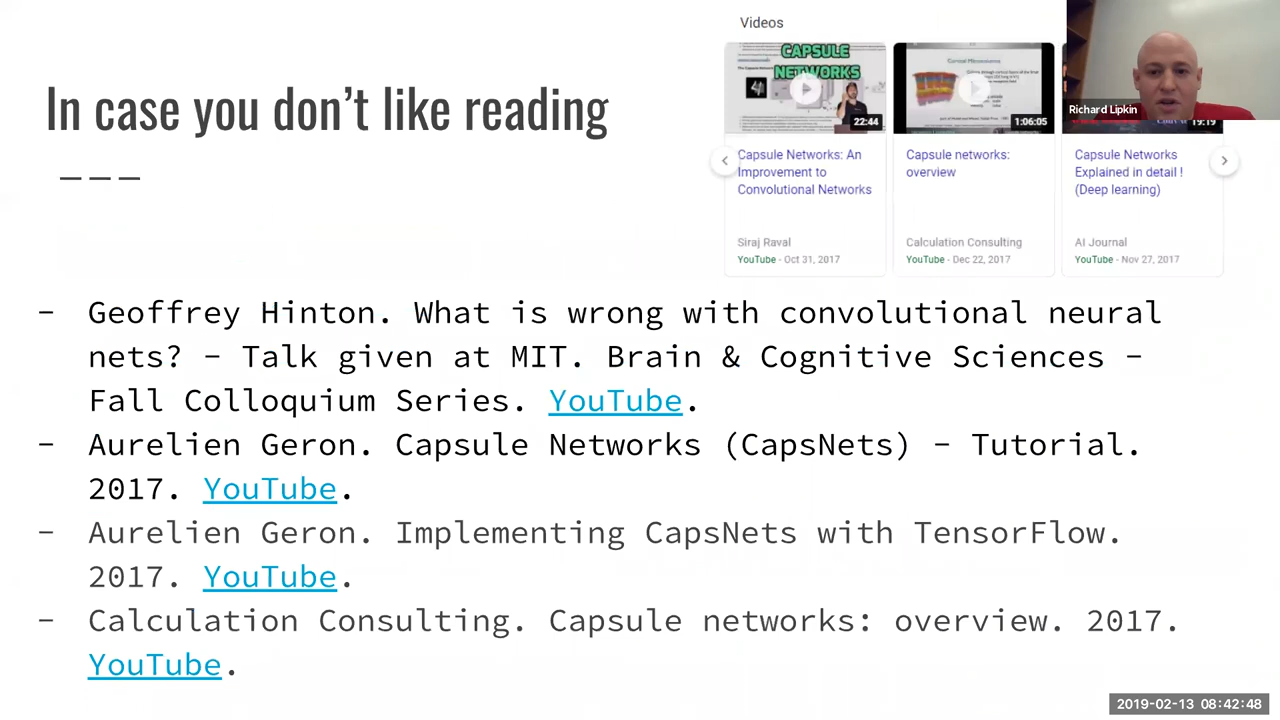 Videos
In case you don't like reading
CAPSULE
NETWORKS
22:44
1:06:05
19:19
Richard Lipkin
Capsule Networks: An
Improvement to
Convolutional Networks
Siraj Raval
YouTube - Oct 31, 2017
Capsule networks:
overview
Calculation Consulting
YouTube - Dec 22, 2017
Capsule Networks
Explained in detail !
(Deep learning)
AI Journal
YouTube - Nov 27, 2017
- Geoffrey Hinton. What is wrong with convolutional neural
nets? - Talk given at MIT. Brain & Cognitive Sciences -
Fall Colloquium Series. YouTube.
- Aurelien Geron. Capsule Networks (CapsNets) - Tutorial.
2017. YouTube.
- Aurelien Geron. Implementing CapsNets with TensorFlow.
2017. YouTube.
- Calculation Consulting. Capsule networks: overview. 2017.
YouTube.
2019-02-13 08:42:48